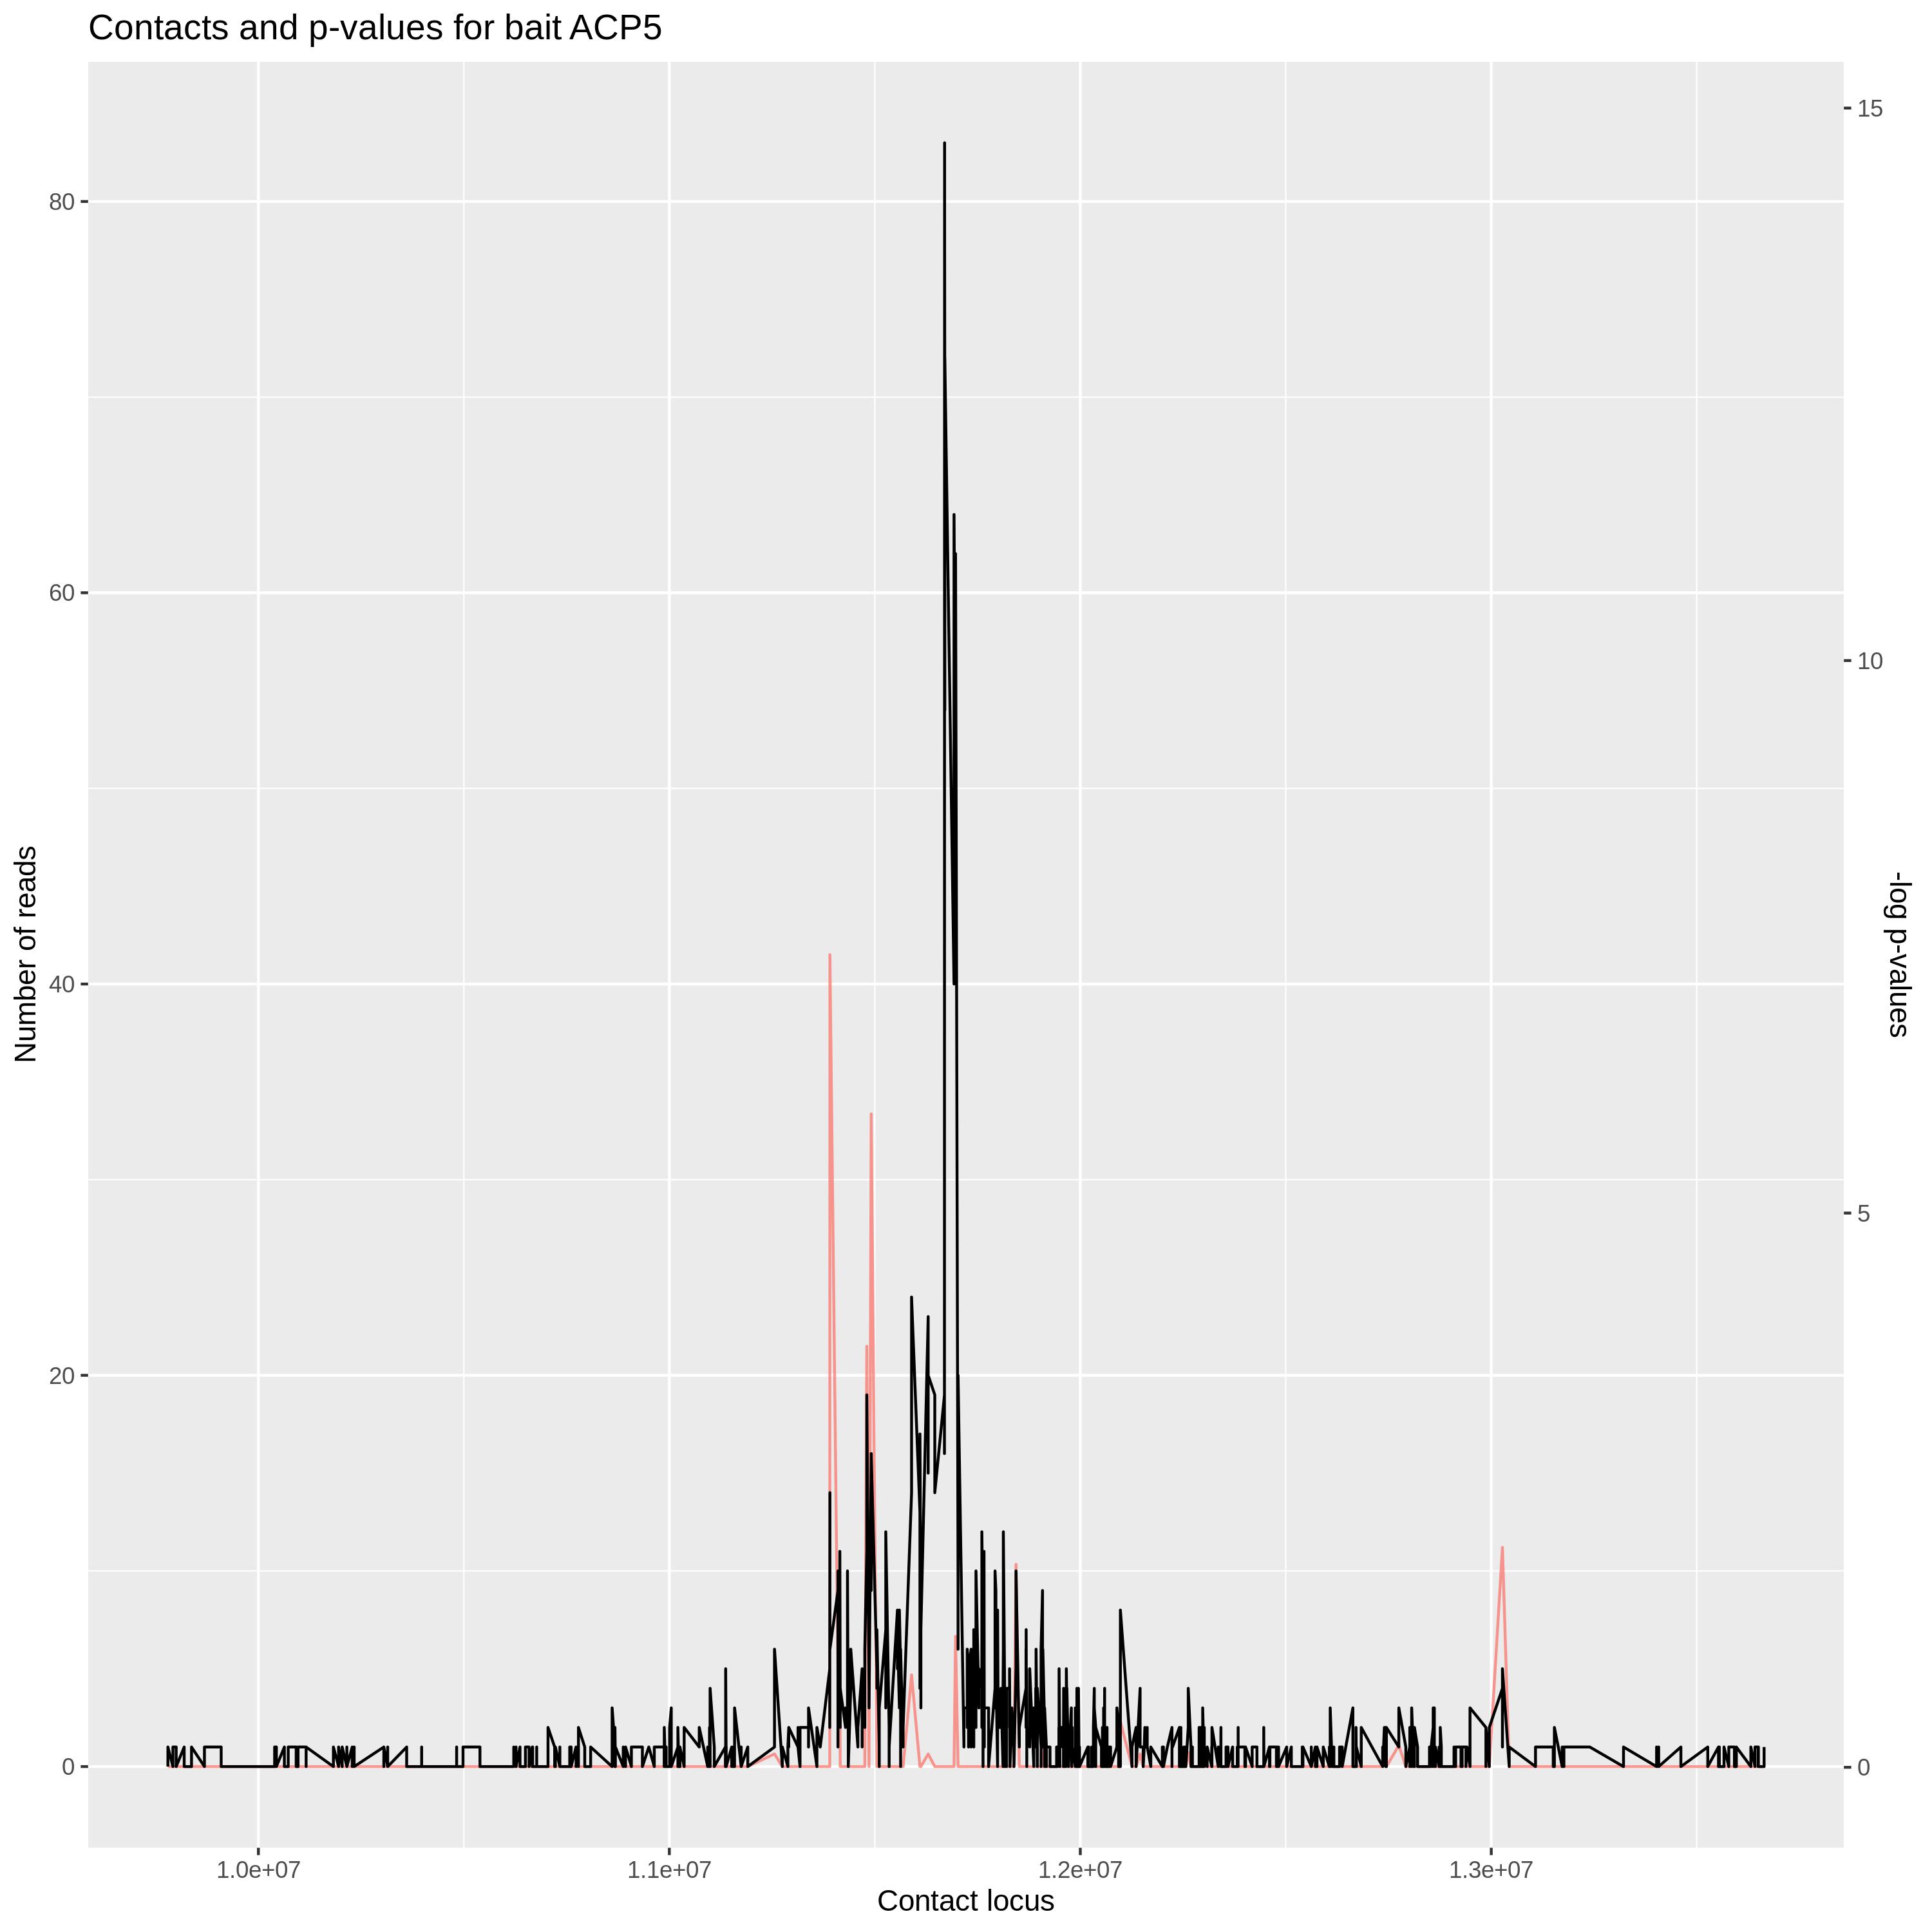 Contacts and p-values for bait ACP5
Number of reads
80
60
40
20
0
15
10
5
0
-log p-values
1.0e+07
1.1e+07
1.2e+07
1.3e+07
Contact locus